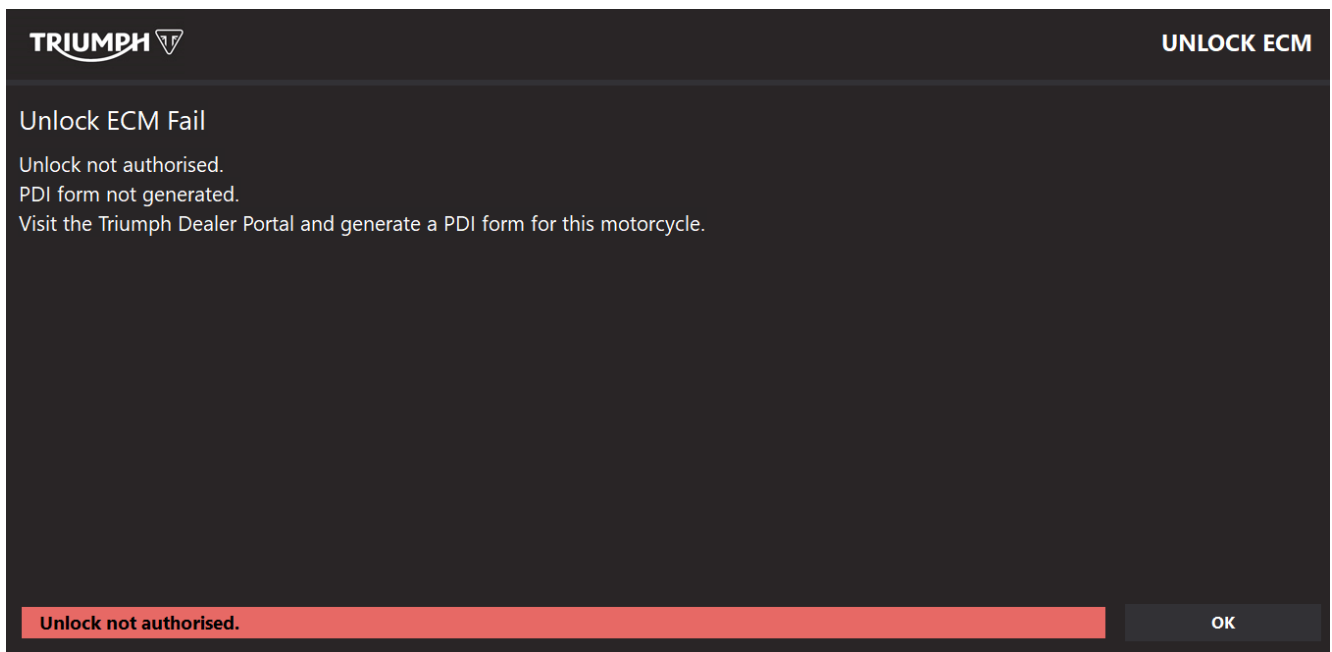 TRIUMPH
UNLOCK ECM
Unlock ECM Fail
Unlock not authorised.
PDI form not generated.
Visit the Triumph Dealer Portal and generate a PDI form for this motorcycle.
Unlock not authorised.
OK